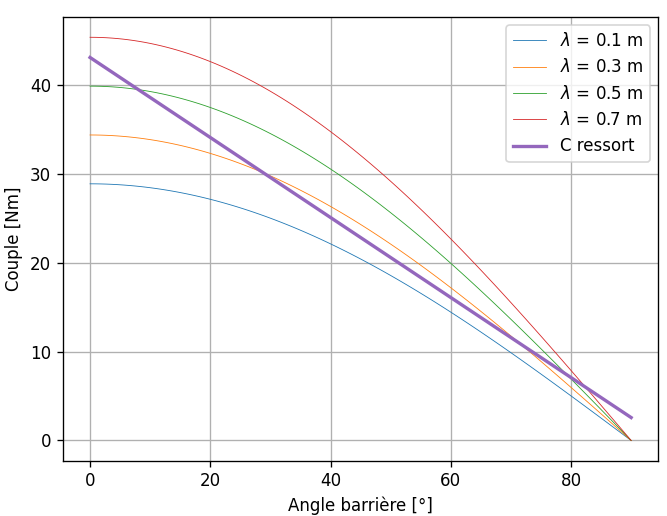 λ = 0.1 m
λ = 0.3 m
λ = 0.5 m
λ = 0.7 m
C ressort
Couple [Nm]
40
30
20
10
0
0 20 40 60 80
Angle barrière [°]